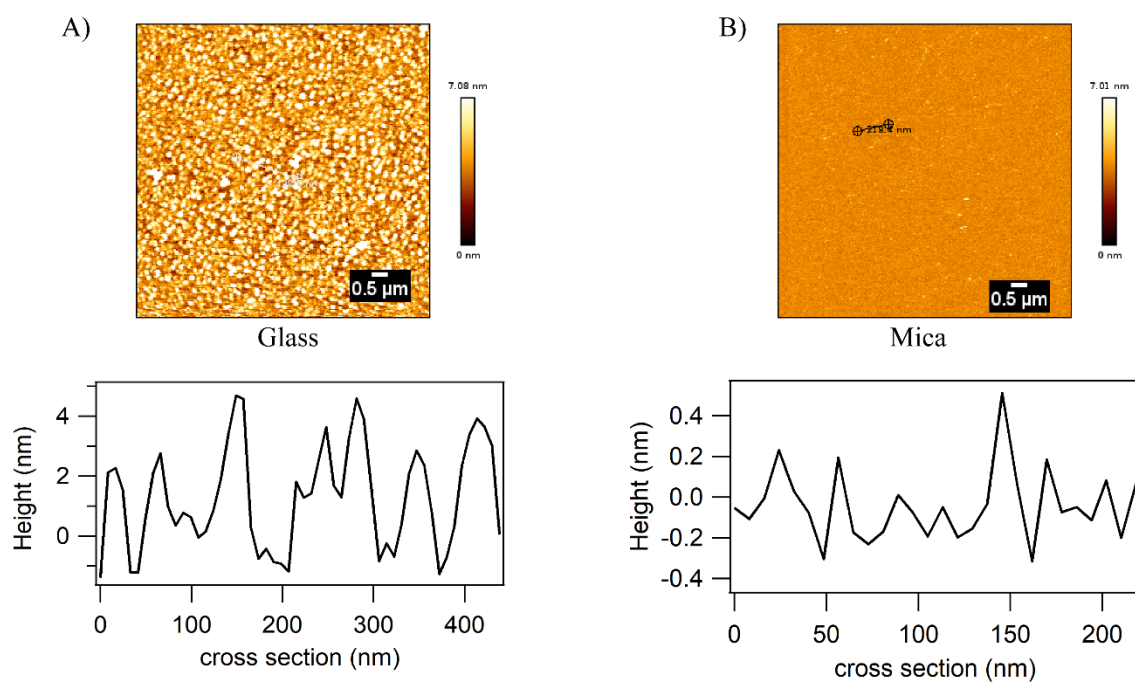 A)
7.08 nm
0 nm
0.5 µm
Glass
B)
7.01 nm
0 nm
0.5 µm
Mica
Height (nm)
4
2
0
0
100
200
300
400
cross section (nm)
Height (nm)
0.4
0.2
0.0
-0.2
-0.4
0
50
100
150
200
cross section (nm)